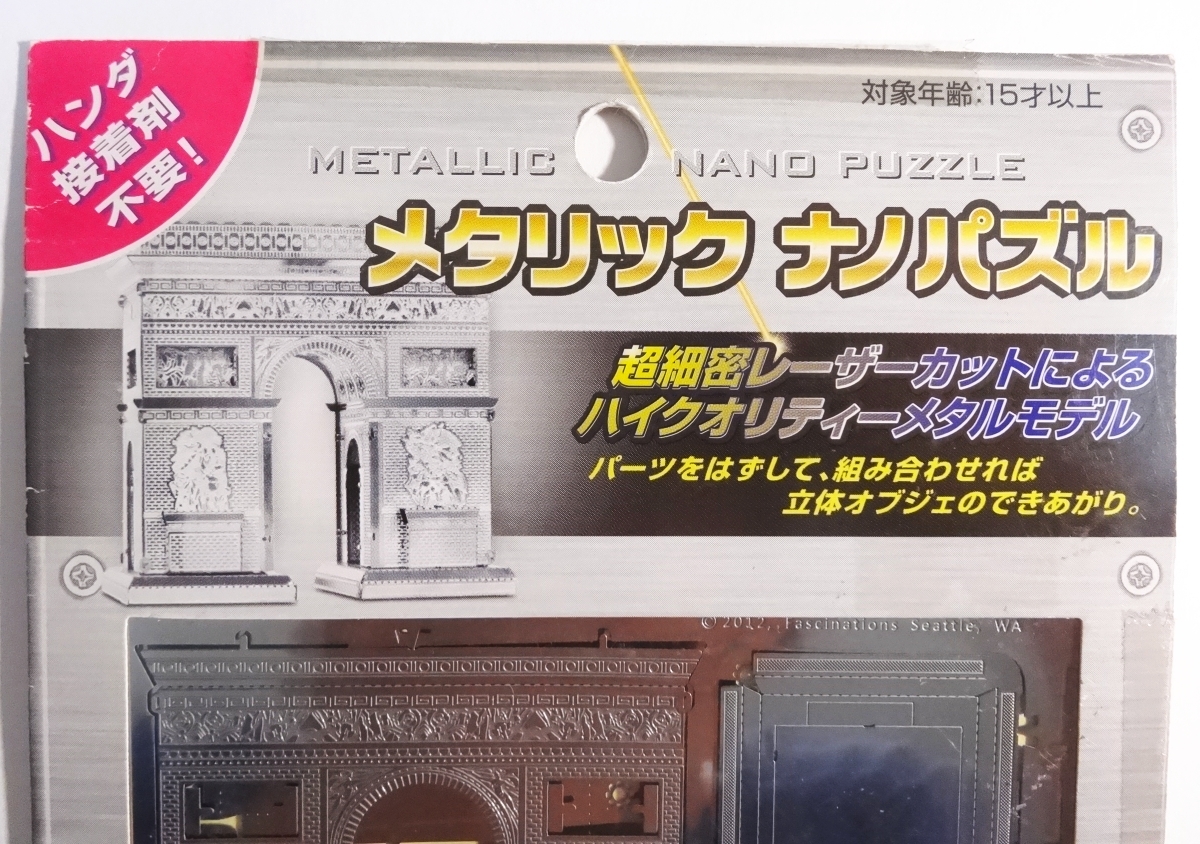 ハンダ
接着剤
不要!
対象年齢:15才以上
METALLIC NANO PUZZLE
メタリック ナノパズル
超細密レーザーカットによる
ハイクオリティーメタルモデル
パーツをはずして、組み合わせれば
立体オブジェのできあがり。
©2012, Fascinations Seattle, WA